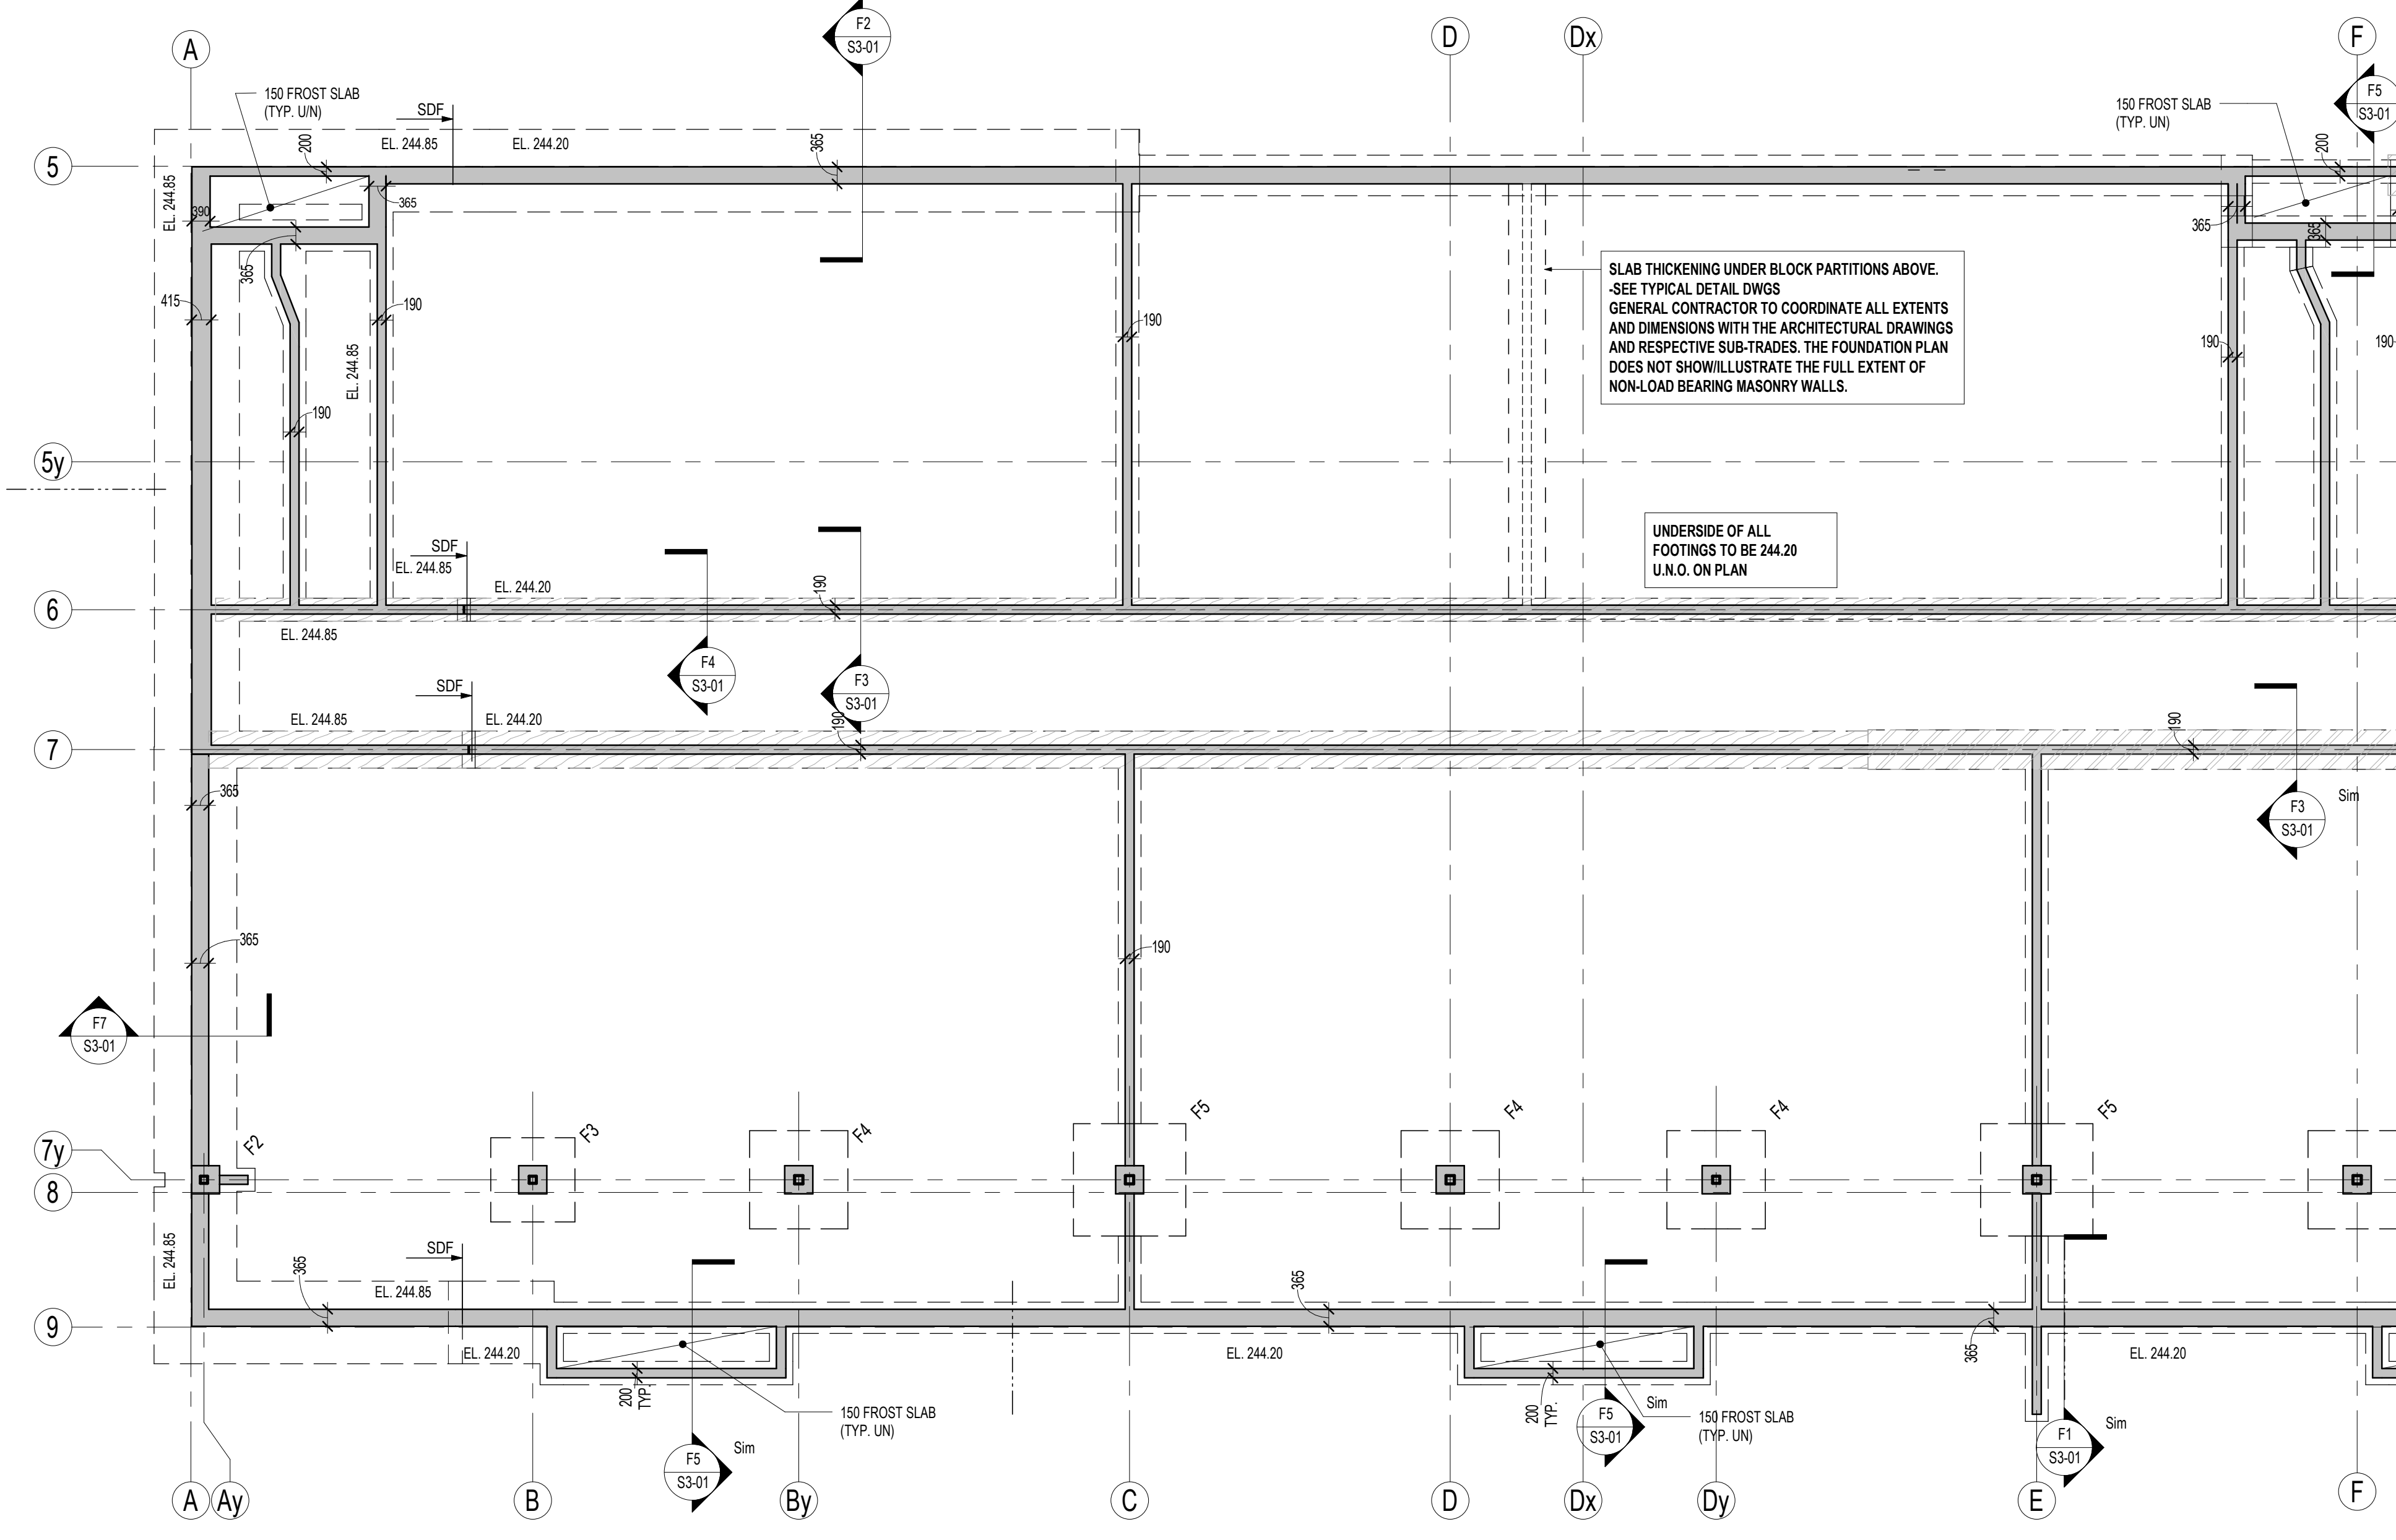 F2
S3-01
A
D
Dx
F
F5
S3-01
150 FROST SLAB
(TYP. U/N)
SDF
150 FROST SLAB
(TYP. UN)
EL. 244.85
EL. 244.20
200
365
200
5
EL. 244.85
390
365
365
365
365
415
190
190
190
190
EL. 244.85
190
SLAB THICKENING UNDER BLOCK PARTITIONS ABOVE.
-SEE TYPICAL DETAIL DWGS
GENERAL CONTRACTOR TO COORDINATE ALL EXTENTS
AND DIMENSIONS WITH THE ARCHITECTURAL DRAWINGS
AND RESPECTIVE SUB-TRADES. THE FOUNDATION PLAN
DOES NOT SHOW/ILLUSTRATE THE FULL EXTENT OF
NON-LOAD BEARING MASONRY WALLS.
5y
UNDERSIDE OF ALL
FOOTINGS TO BE 244.20
U.N.O. ON PLAN
SDF
EL. 244.85
EL. 244.20
190
6
EL. 244.85
F4
S3-01
F3
S3-01
SDF
EL. 244.85
EL. 244.20
190
190
7
365
F3
S3-01
Sim
365
190
F7
S3-01
F2
F3
F4
F5
F4
F4
F5
7y
8
EL. 244.85
SDF
365
EL. 244.85
365
365
9
EL. 244.20
EL. 244.20
EL. 244.20
200
TYP.
200
TYP.
150 FROST SLAB
(TYP. UN)
F5
S3-01
Sim
F5
S3-01
Sim
150 FROST SLAB
(TYP. UN)
F1
S3-01
Sim
A
Ay
B
By
C
D
Dx
Dy
E
F